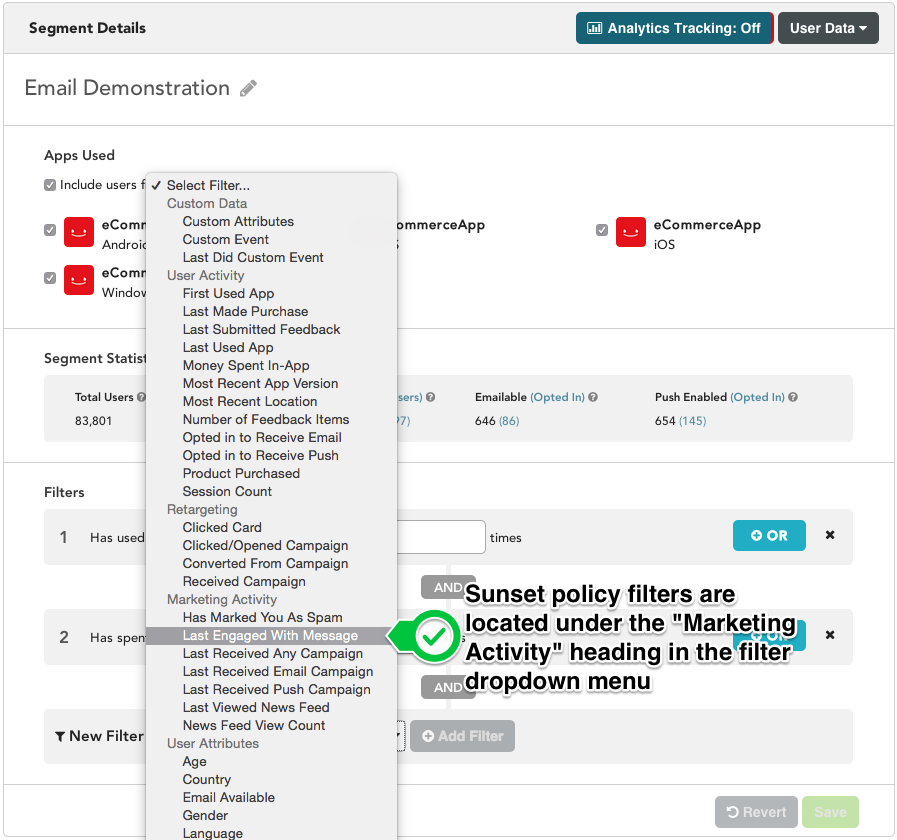 Segment Details
Analytics Tracking: Off
User Data
Email Demonstration
Apps Used
Include users f
Select Filter...
Custom Data
Custom Attributes
Custom Event
Last Did Custom Event
User Activity
First Used App
Last Made Purchase
Last Submitted Feedback
Last Used App
Money Spent In-App
Most Recent App Version
Most Recent Location
Number of Feedback Items
Opted in to Receive Email
Opted in to Receive Push
Product Purchased
Session Count
Retargeting
Clicked Card
Clicked/Opened Campaign
Converted From Campaign
Received Campaign
Marketing Activity
Has Marked You As Spam
Last Engaged With Message
Last Received Any Campaign
Last Received Email Campaign
Last Received Push Campaign
Last Viewed News Feed
News Feed View Count
User Attributes
Age
Country
Email Available
Gender
Language
eComm
Android
ommerceApp
S
eCommerceApp
iOS
eComm
Window
Segment Statist
Total Users
83,801
sers)
97)
Emailable (Opted In)
646 (86)
Push Enabled (Opted In)
654 (145)
Filters
1 Has used
times
OR
AND
2 Has spen
OR
AND
Sunset policy filters are
located under the "Marketing
Activity" heading in the filter
dropdown menu
New Filter
Add Filter
Revert
Save